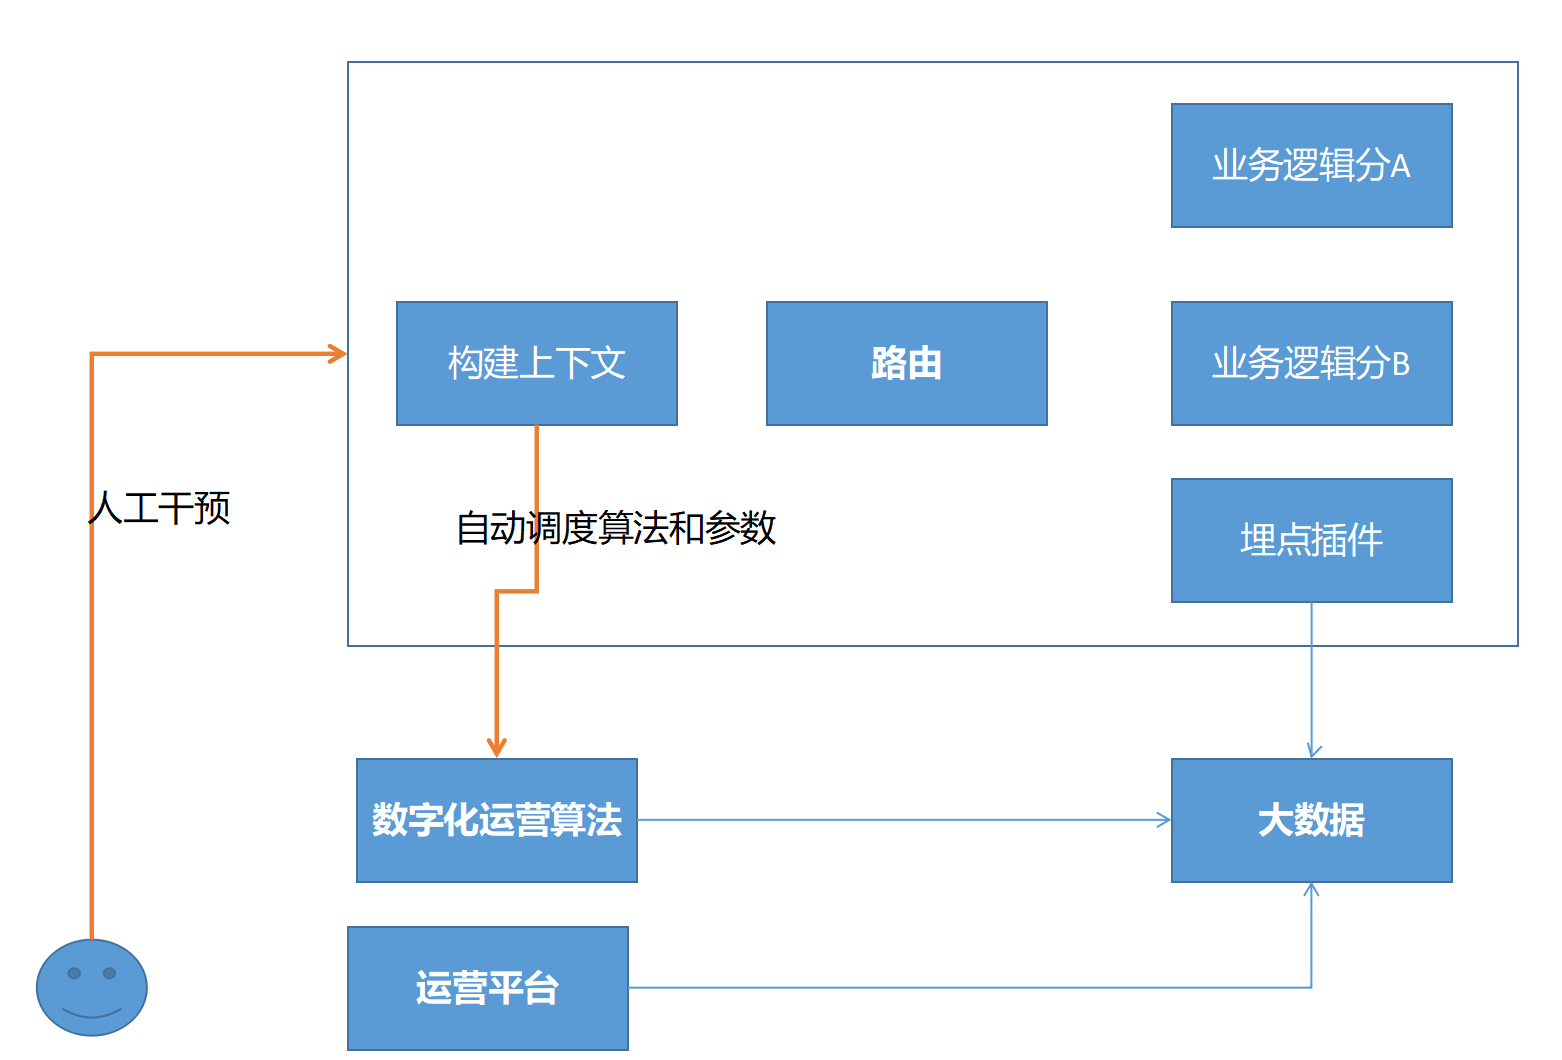 业务逻辑分A
构建上下文
路由
业务逻辑分B
人工干预
自动调度算法和参数
埋点插件
数字化运营算法
大数据
运营平台